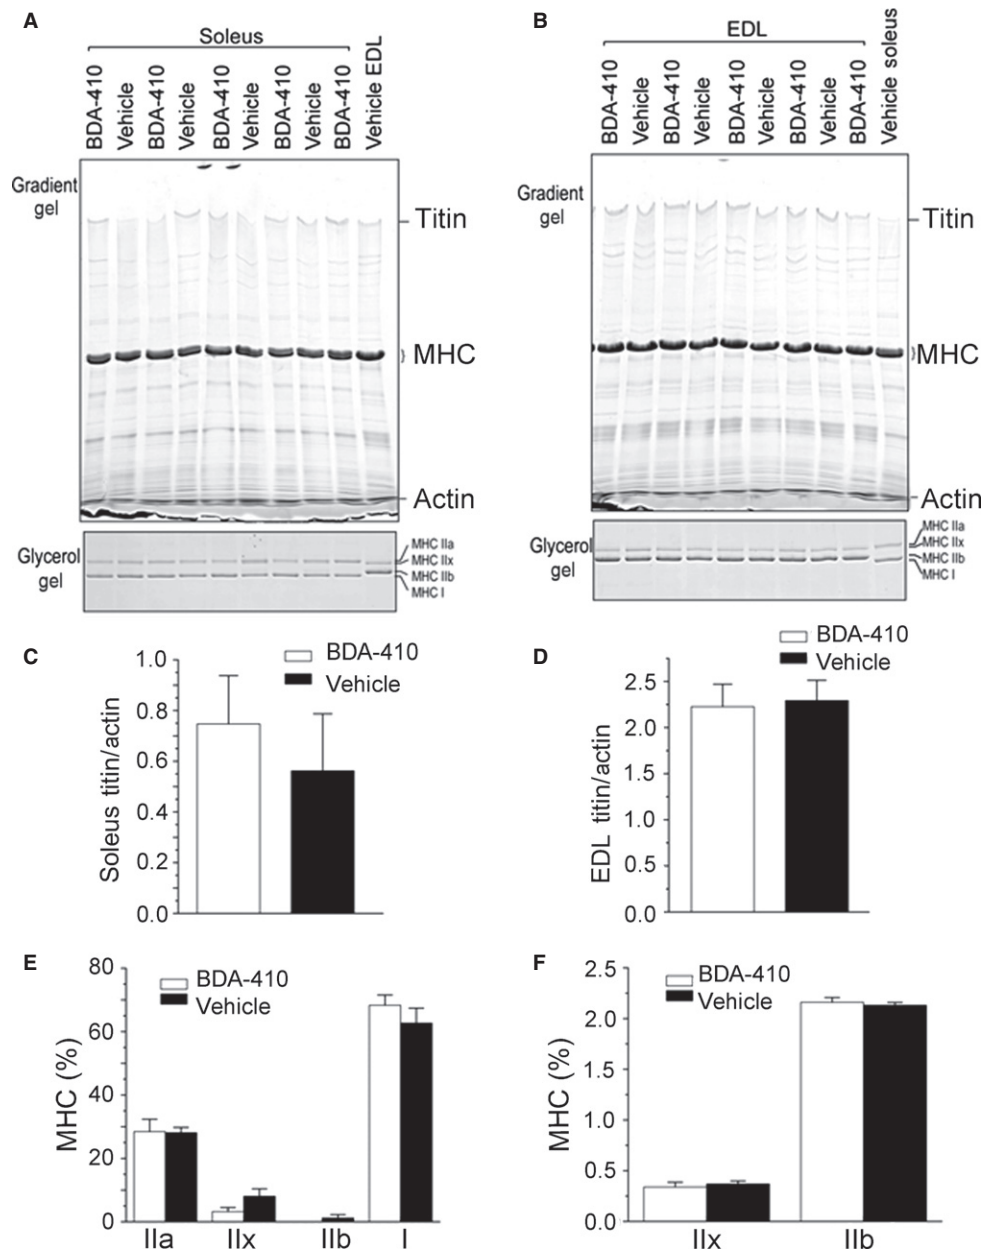 A
Soleus
BDA-410
Vehicle
BDA-410
Vehicle
BDA-410
Vehicle
BDA-410
Vehicle
BDA-410
Vehicle EDL
Gradient
gel
Titin
MHC
Actin
Glycerol
gel
MHC IIa
MHC IIx
MHC IIb
MHC I
B
EDL
BDA-410
Vehicle
BDA-410
Vehicle
BDA-410
Vehicle
BDA-410
Vehicle
BDA-410
Vehicle soleus
Gradient
gel
Titin
MHC
Actin
Glycerol
gel
MHC IIa
MHC IIx
MHC IIb
MHC I
C
BDA-410
Vehicle
Soleus titin/actin
1.0
0.8
0.6
0.4
0.2
0.0
D
BDA-410
Vehicle
EDL titin/actin
2.5
2.0
1.5
1.0
0.5
0.0
E
BDA-410
Vehicle
MHC (%)
80
60
40
20
0
IIa IIx IIb I
F
BDA-410
Vehicle
MHC (%)
2.5
2.0
1.5
1.0
0.5
0.0
IIx IIb